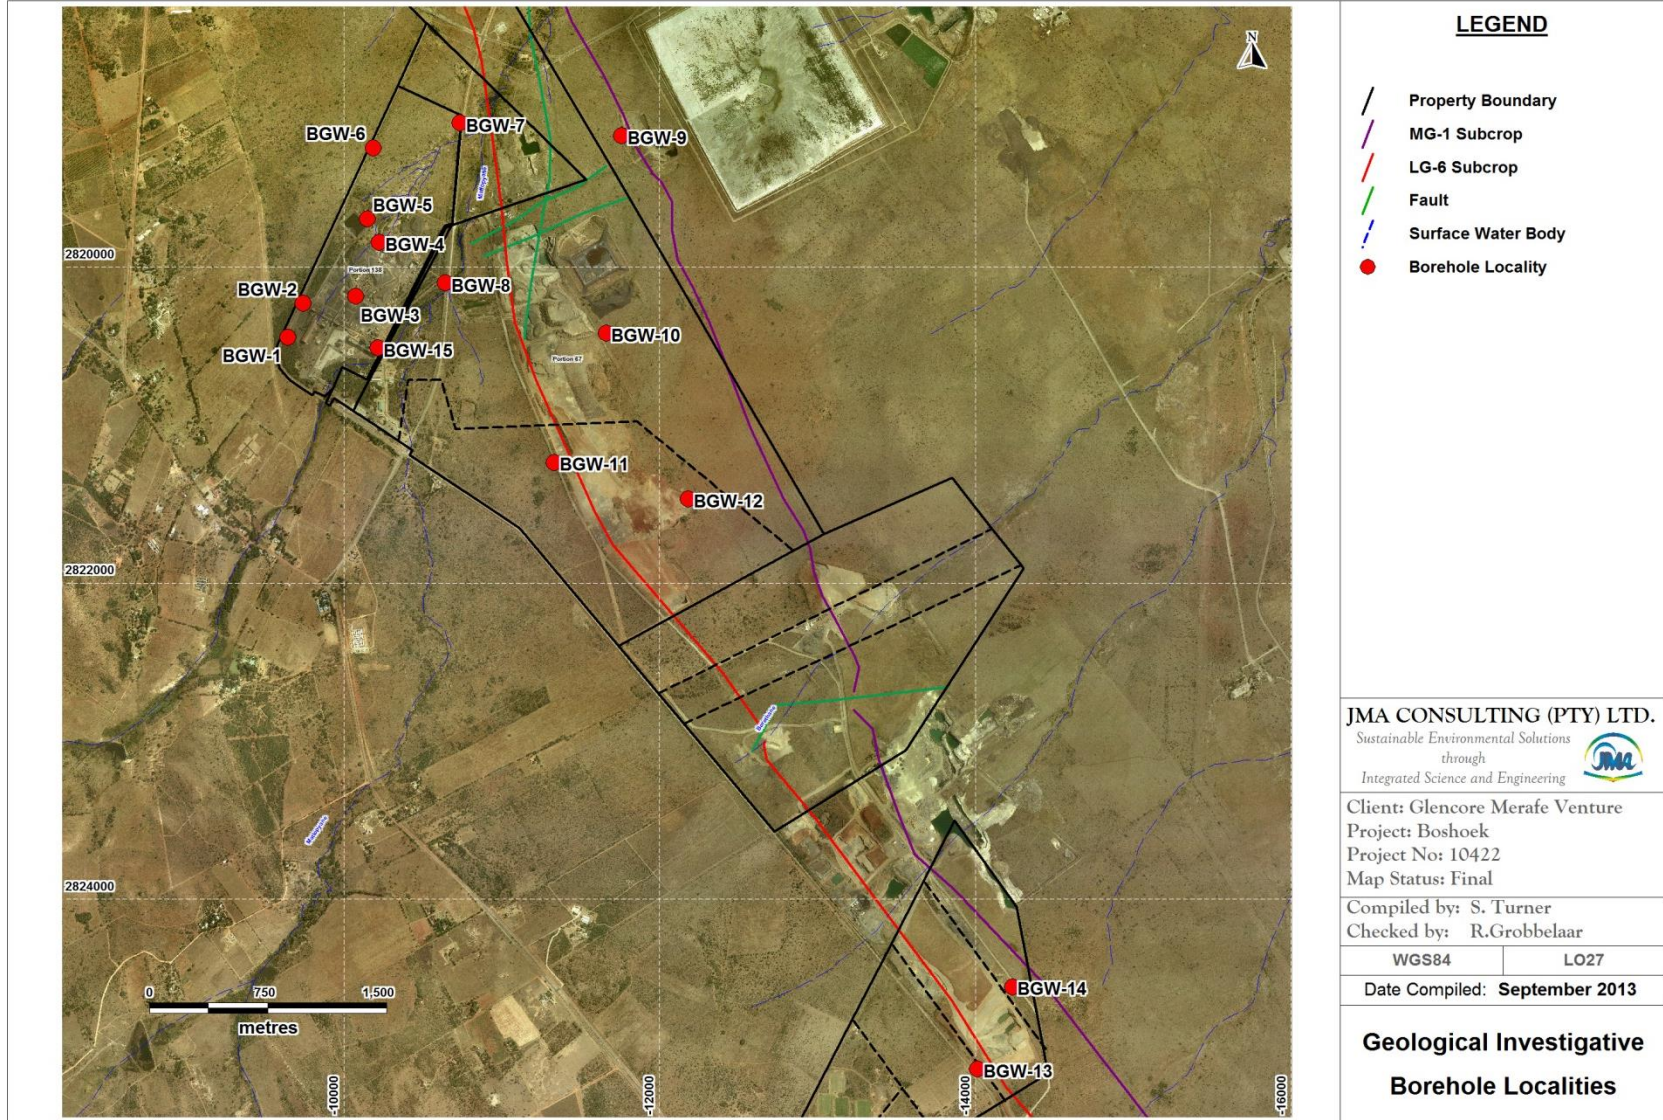 N
BGW-6
BGW-7
BGW-9
BGW-5
BGW-4
2820000
Portion 138
BGW-2
BGW-8
BGW-3
BGW-10
BGW-1
BGW-15
Portion 67
BGW-11
BGW-12
2822000
2824000
BGW-14
BGW-13
0 750 1,500
metres
-10000
-12000
-14000
-16000
LEGEND
Property Boundary
MG-1 Subcrop
LG-6 Subcrop
Fault
Surface Water Body
Borehole Locality
JMA CONSULTING (PTY) LTD.
Sustainable Environmental Solutions
through
Integrated Science and Engineering
JMA
Client: Glencore Merafe Venture
Project: Boshoek
Project No: 10422
Map Status: Final
Compiled by: S. Turner
Checked by: R.Grobbelaar
WGS84 LO27
Date Compiled: September 2013
Geological Investigative
Borehole Localities